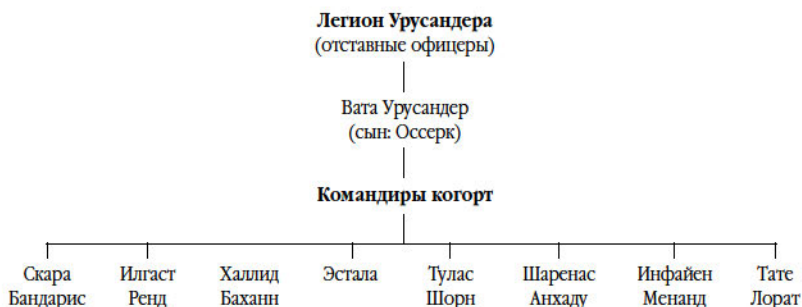 Легион Урусандера
(отставные офицеры)
Вата Урусандер
(сын: Оссерк)
Командиры когорт
Скара Илгаст Халлид Эстала Тулас Шаренас Инфайен Тате
Бандарис Ренд Баханн Шорн Анхаду Менанд Лорат